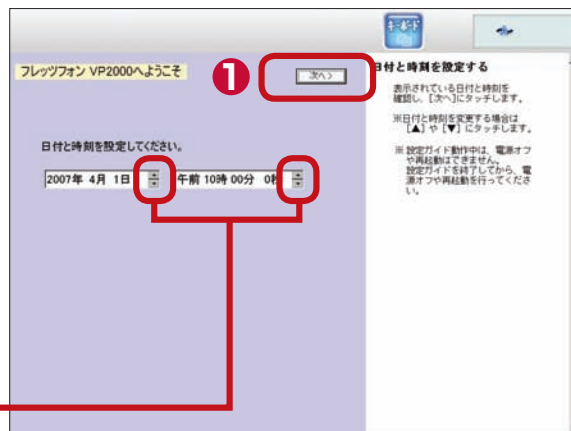 キーボード
フレッツフォン VP2000へようこそ
❶
次へ>
日付と時刻を設定してください。
2007年 4月 1日
午前 10時 00分 0秒
日付と時刻を設定する
表示されている日付と時刻を
確認し、[次へ]にタッチします。
※日付と時刻を変更する場合は
[▲] や [▼] にタッチします。
※ 設定ガイド動作中は、電源オフ
や再起動はできません。
設定ガイドを終了してから、電
源オフや再起動を行ってくださ
い。